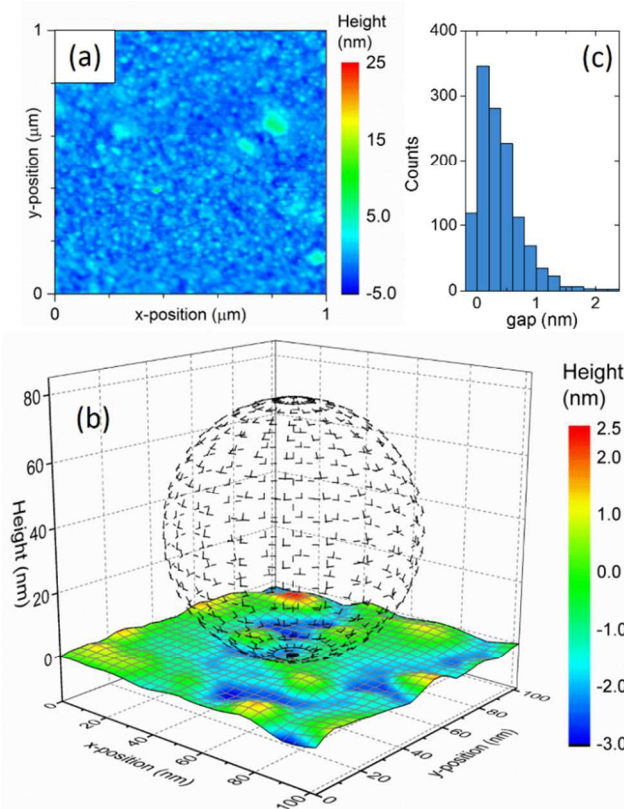 (a)
1
y-position (µm)
0
0
x-position (µm)
1
Height
(nm)
25
15
5.0
-5.0
(c)
400
300
200
100
0
Counts
0
1
2
gap (nm)
(b)
80
60
40
20
0
Height (nm)
0
20
40
60
80
100
x-position (nm)
0
20
40
60
80
100
y-position (nm)
Height
(nm)
2.5
2.0
1.0
0.0
-1.0
-2.0
-3.0